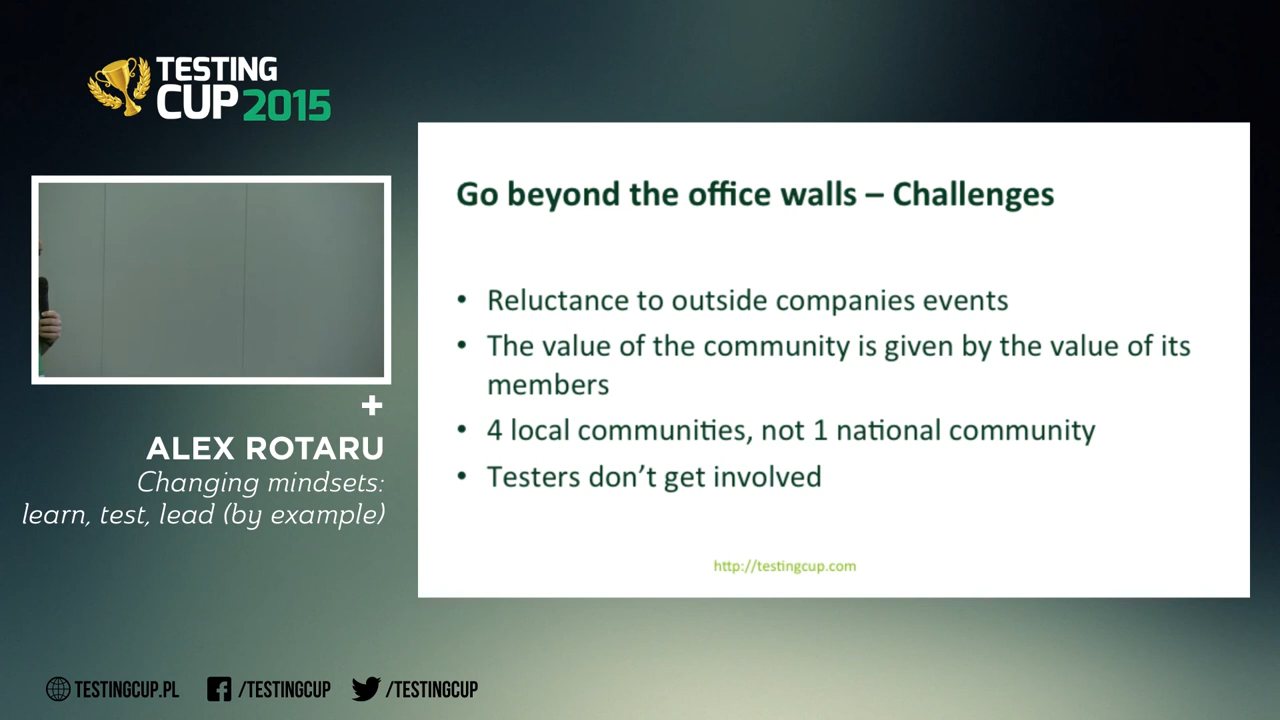 TESTING
CUP 2015
Go beyond the office walls – Challenges
• Reluctance to outside companies events
• The value of the community is given by the value of its
members
• 4 local communities, not 1 national community
• Testers don’t get involved
http://testingcup.com
+
ALEX ROTARU
Changing mindsets:
learn, test, lead (by example)
TESTINGCUP.PL /TESTINGCUP /TESTINGCUP